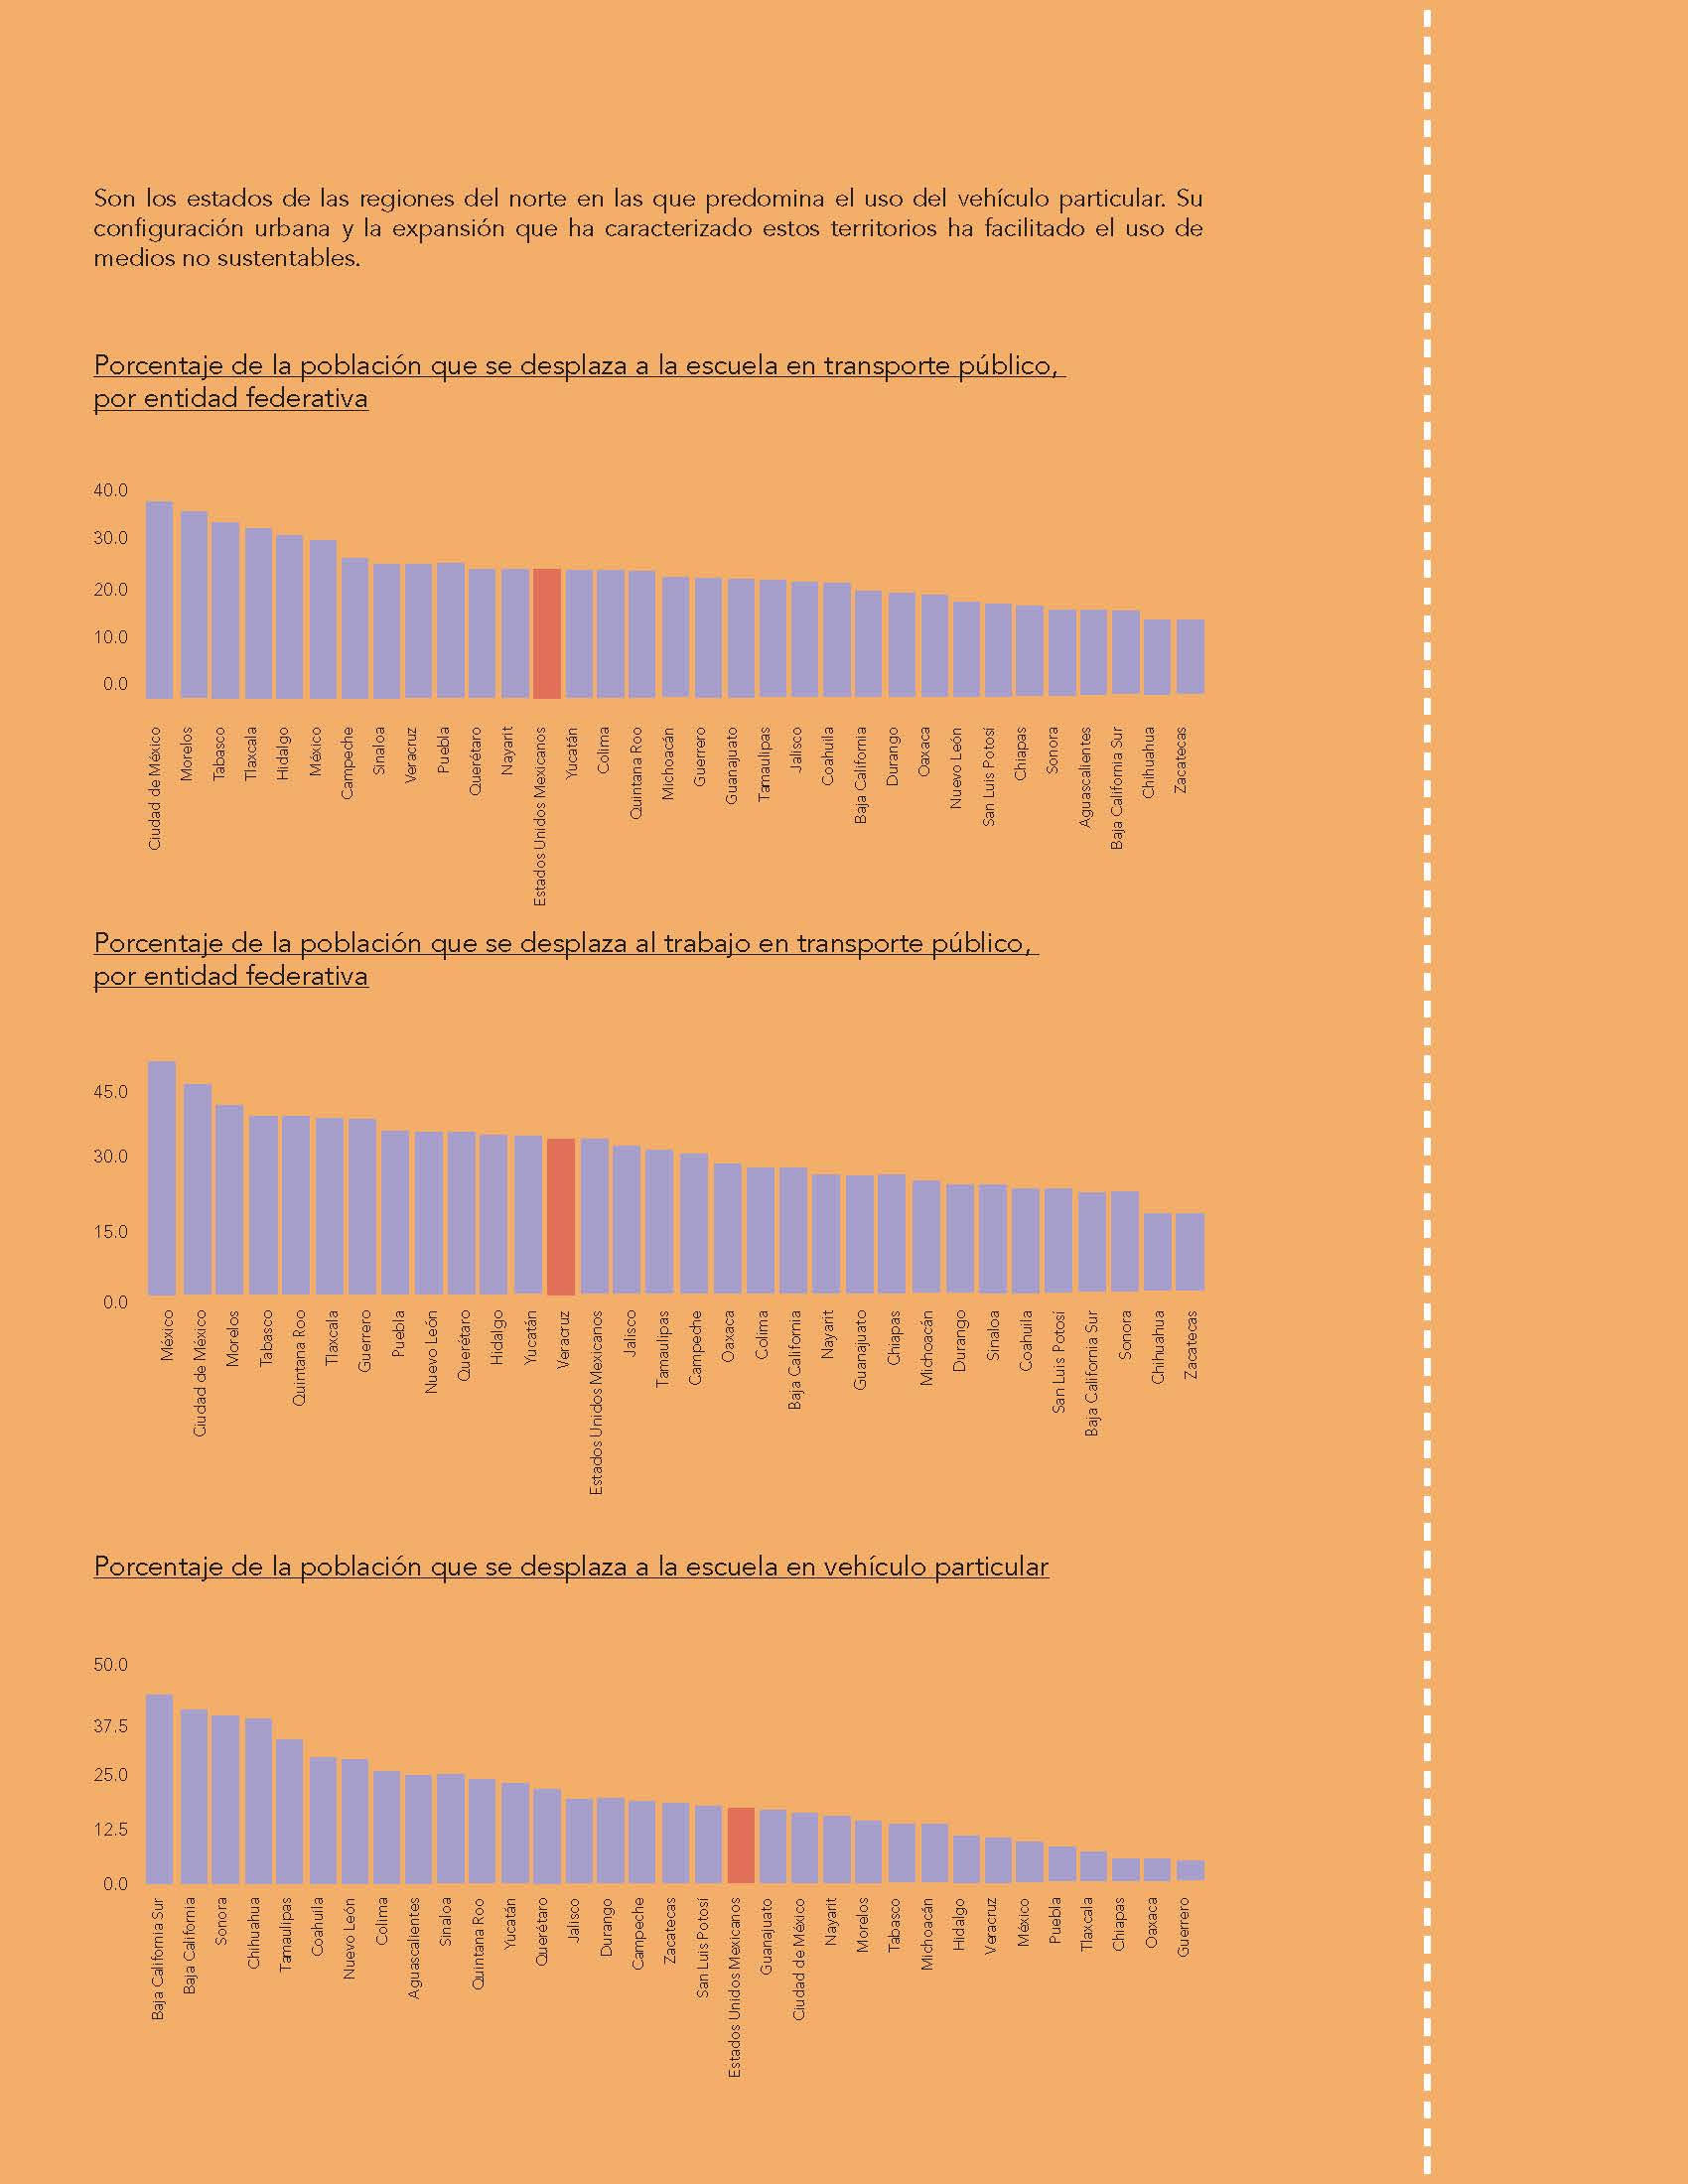 Son los estados de las regiones del norte en las que predomina el uso del vehículo particular. Su
configuración urbana y la expansión que ha caracterizado estos territorios ha facilitado el uso de
medios no sustentables.
Porcentaje de la población que se desplaza a la escuela en transporte público,
por entidad federativa
40.0
30.0
20.0
10.0
0.0
Ciudad de México
Morelos
Tabasco
Tlaxcala
Hidalgo
México
Campeche
Sinaloa
Veracruz
Puebla
Querétaro
Nayarit
Estados Unidos Mexicanos
Yucatán
Colima
Quintana Roo
Michoacán
Guerrero
Guanajuato
Tamaulipas
Jalisco
Coahuila
Baja California
Durango
Oaxaca
Nuevo León
San Luis Potosí
Chiapas
Sonora
Aguascalientes
Baja California Sur
Chihuahua
Zacatecas
Porcentaje de la población que se desplaza al trabajo en transporte público,
por entidad federativa
45.0
30.0
15.0
0.0
México
Ciudad de México
Morelos
Tabasco
Quintana Roo
Tlaxcala
Guerrero
Puebla
Nuevo León
Querétaro
Hidalgo
Yucatán
Veracruz
Estados Unidos Mexicanos
Jalisco
Tamaulipas
Campeche
Oaxaca
Colima
Baja California
Nayarit
Guanajuato
Chiapas
Michoacán
Durango
Sinaloa
Coahuila
San Luis Potosí
Baja California Sur
Sonora
Chihuahua
Zacatecas
Porcentaje de la población que se desplaza a la escuela en vehículo particular
50.0
37.5
25.0
12.5
0.0
Baja California Sur
Baja California
Sonora
Chihuahua
Tamaulipas
Coahuila
Nuevo León
Colima
Aguascalientes
Sinaloa
Quintana Roo
Yucatán
Querétaro
Jalisco
Durango
Campeche
Zacatecas
San Luis Potosí
Estados Unidos Mexicanos
Guanajuato
Ciudad de México
Nayarit
Morelos
Tabasco
Michoacán
Hidalgo
Veracruz
México
Puebla
Tlaxcala
Chiapas
Oaxaca
Guerrero